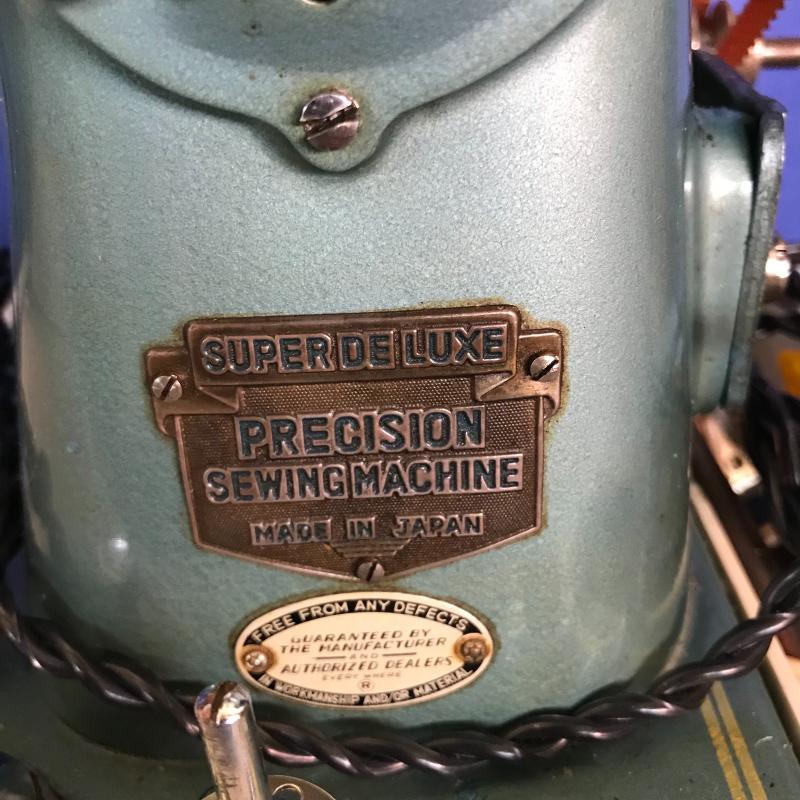 SUPER DE LUXE
PRECISION
SEWING MACHINE
MADE IN JAPAN
FREE FROM ANY DEFECTS
GUARANTEED BY
THE MANUFACTURER
AND
AUTHORIZED DEALERS
EVERY WHERE
®
IN WORKMANSHIP AND/OR MATERIAL